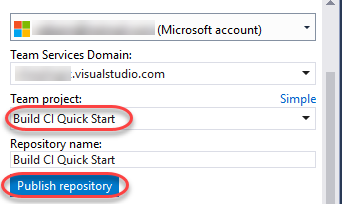 (Microsoft account)
Team Services Domain:
.visualstudio.com
Team project: Simple
Build CI Quick Start
Repository name:
Build CI Quick Start
Publish repository